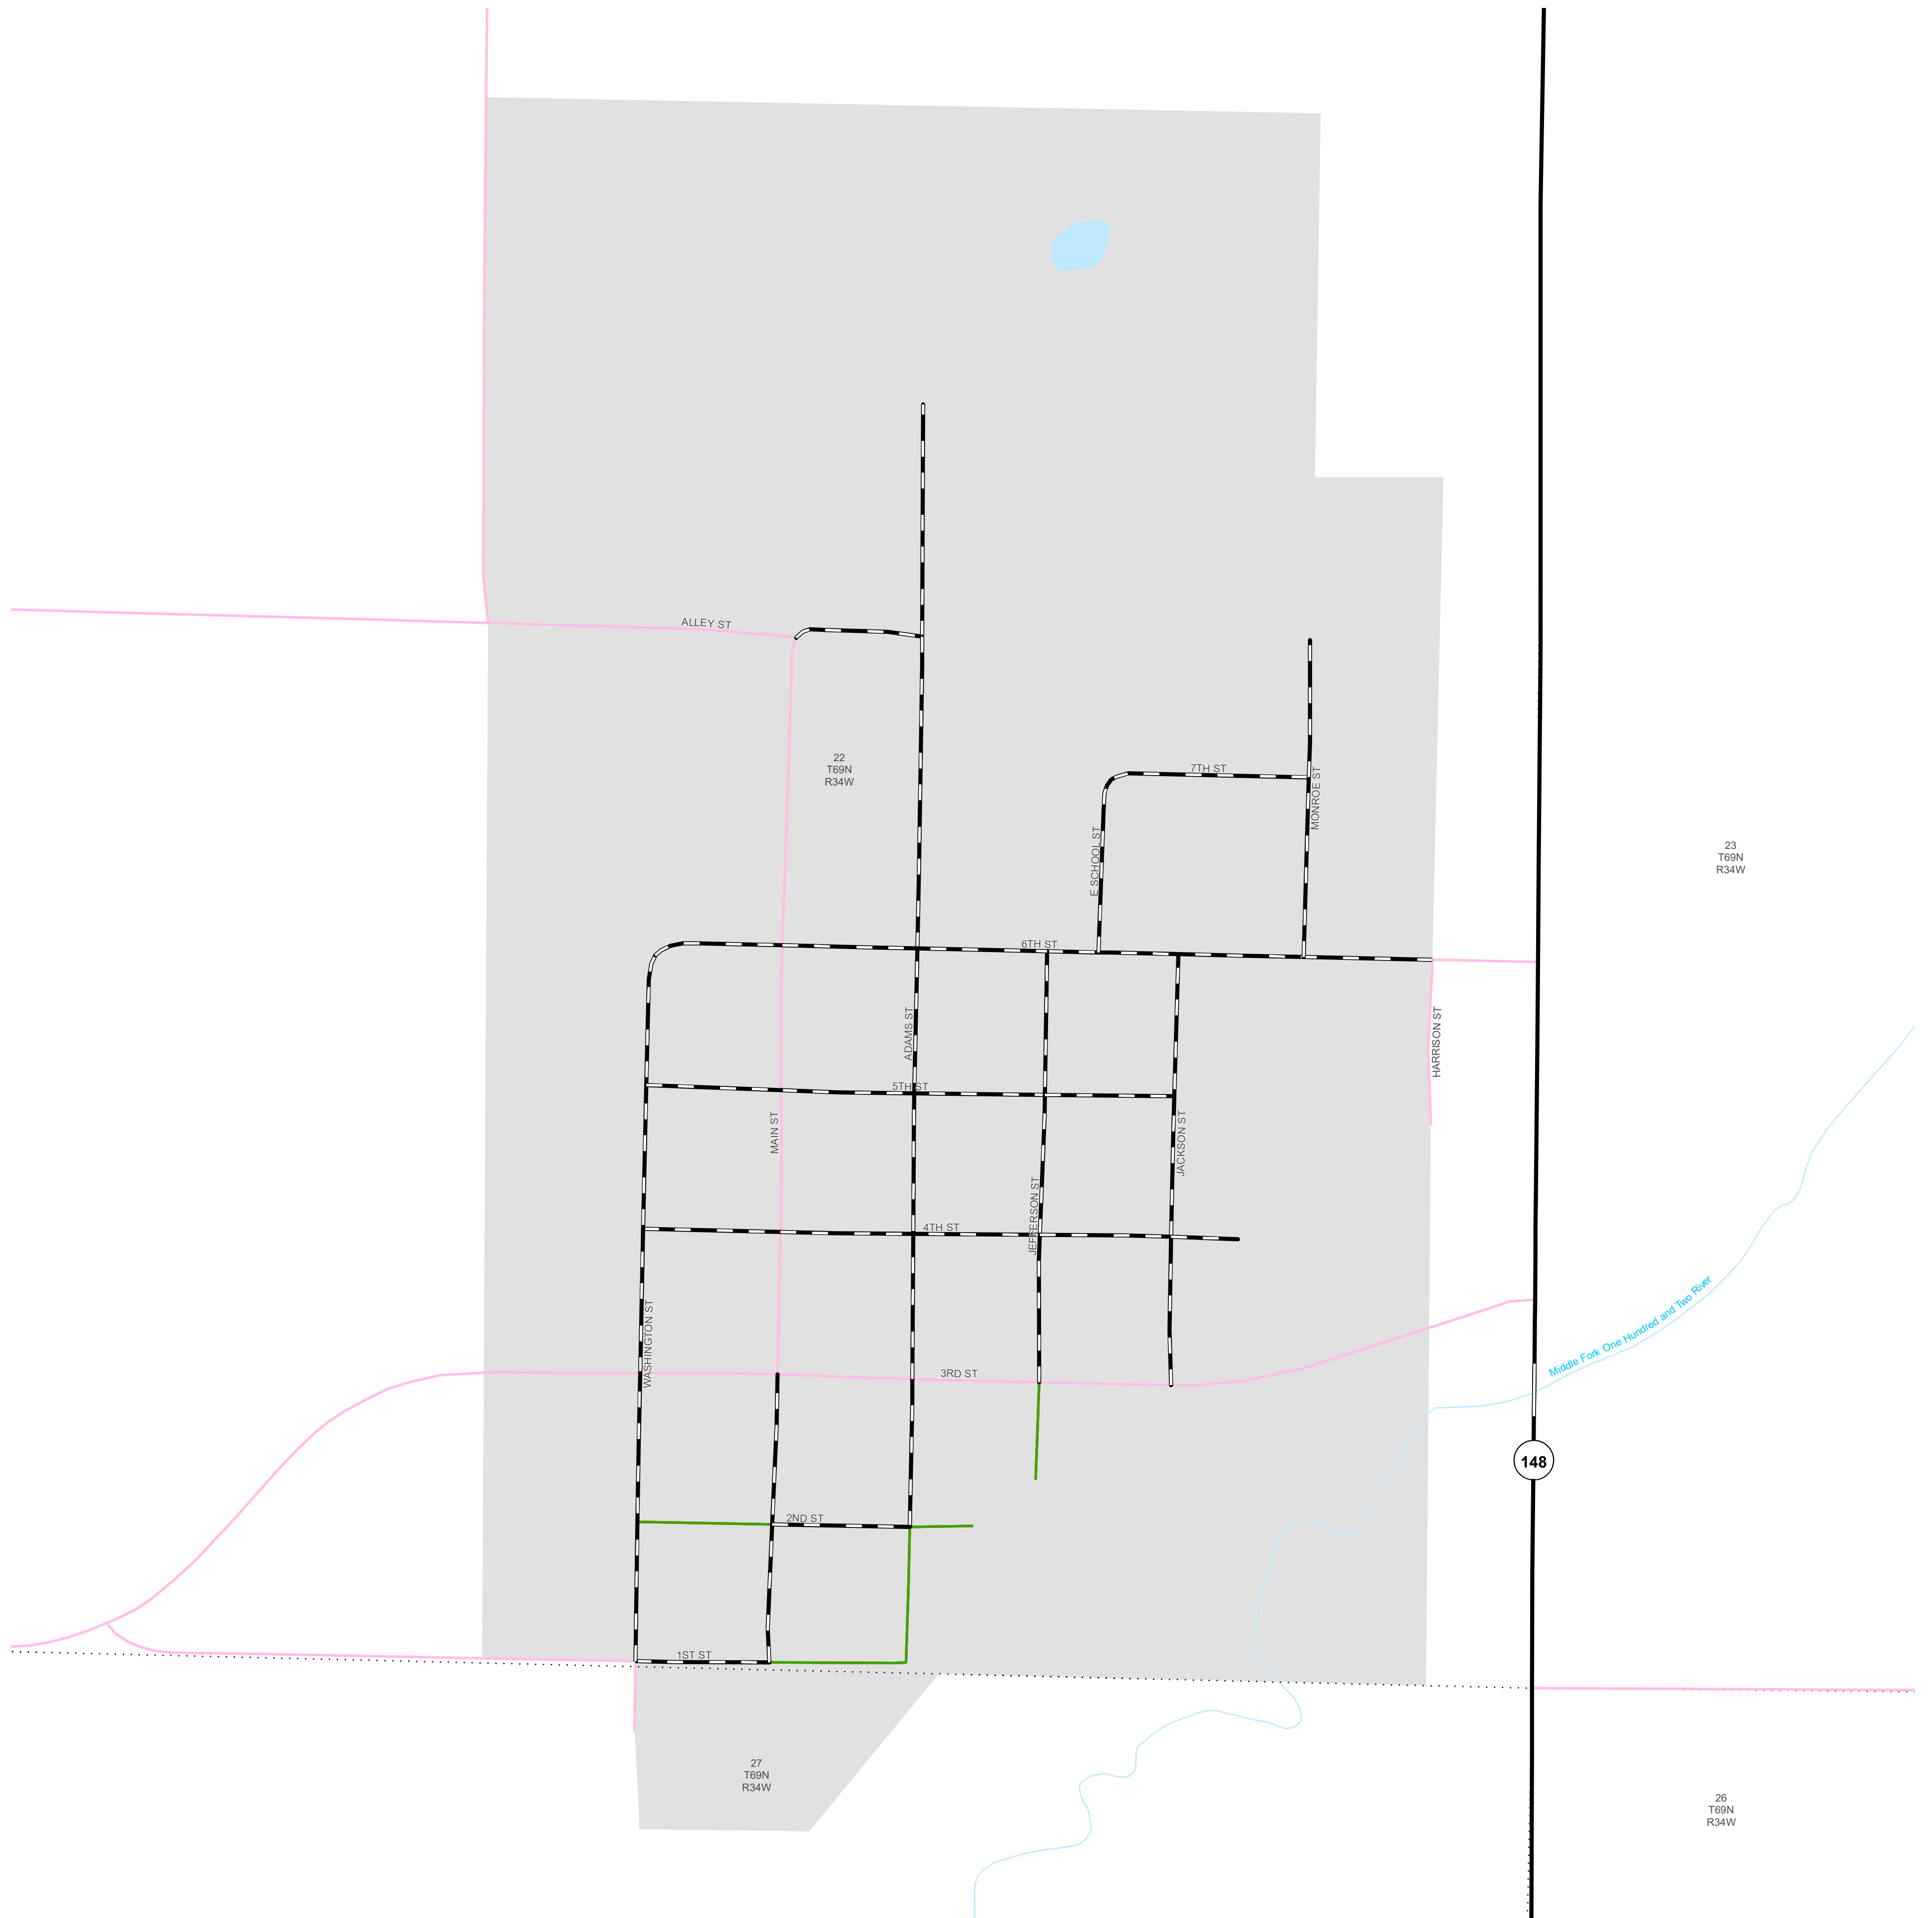 ALLEY ST
22
T69N
R34W
7TH ST
MONROE ST
E SCHOOL ST
23
T69N
R34W
6TH ST
ADAMS ST
HARRISON ST
5TH ST
MAIN ST
JACKSON ST
JEFFERSON ST
4TH ST
WASHINGTON ST
Middle Fork One Hundred and Two River
3RD ST
148
2ND ST
1ST ST
27
T69N
R34W
26
T69N
R34W